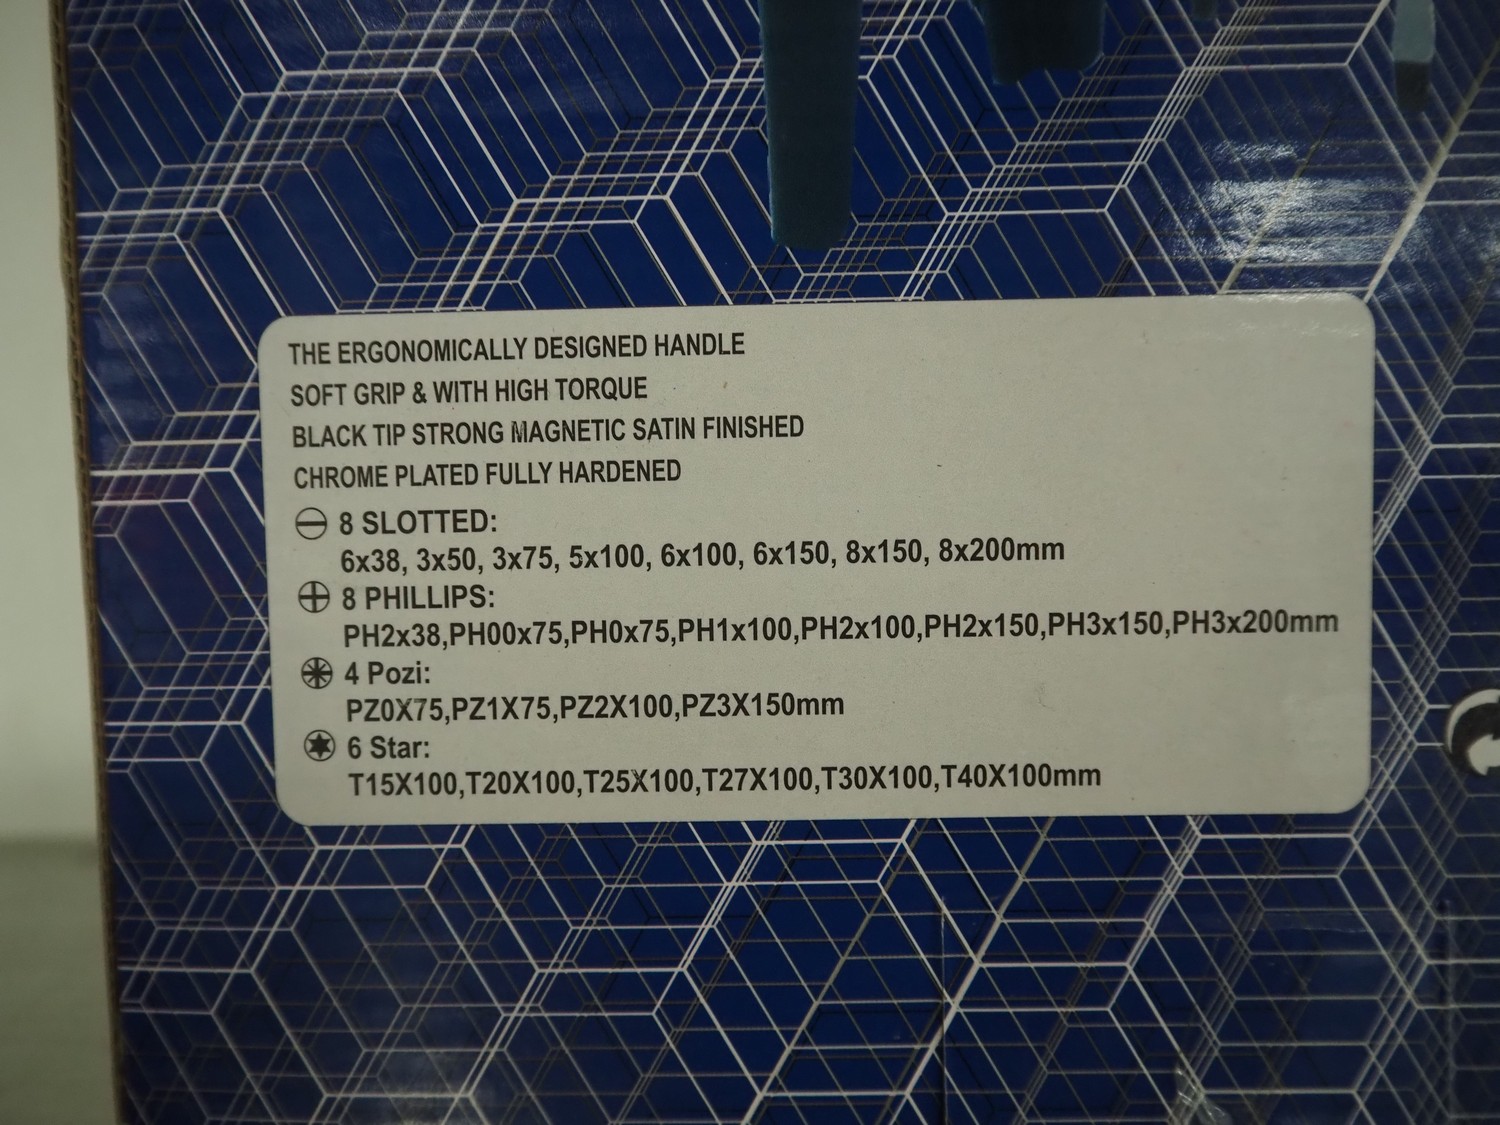 THE ERGONOMICALLY DESIGNED HANDLE
SOFT GRIP & WITH HIGH TORQUE
BLACK TIP STRONG MAGNETIC SATIN FINISHED
CHROME PLATED FULLY HARDENED
8 SLOTTED:
6x38, 3x50, 3x75, 5x100, 6x100, 6x150, 8x150, 8x200mm
8 PHILLIPS:
PH2x38,PH00x75,PH0x75,PH1x100,PH2x100,PH2x150,PH3x150,PH3x200mm
4 Pozi:
PZ0X75,PZ1X75,PZ2X100,PZ3X150mm
6 Star:
T15X100,T20X100,T25X100,T27X100,T30X100,T40X100mm